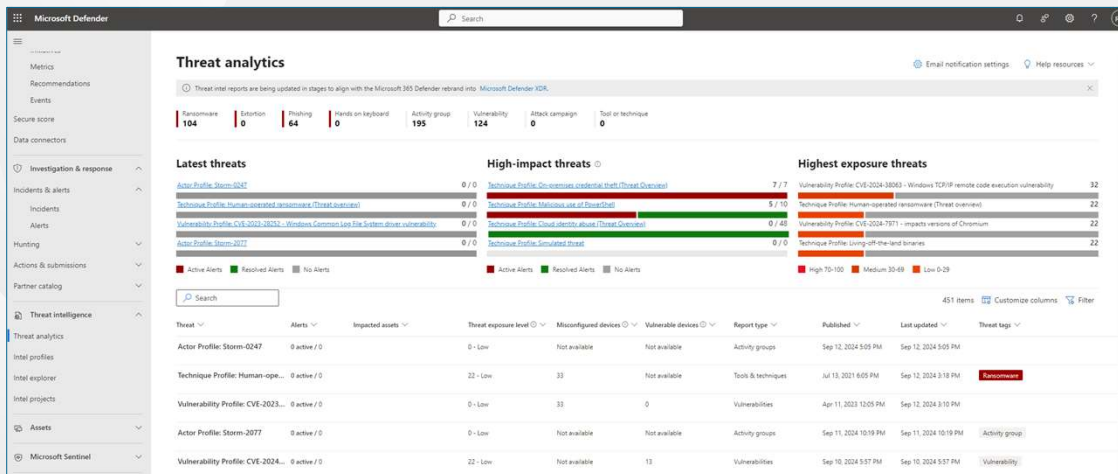 Microsoft Defender
Search
Metrics
Recommendations
Events
Secure score
Data connectors
Investigation & response
Incidents & alerts
Incidents
Alerts
Hunting
Actions & submissions
Partner catalog
Threat intelligence
Threat analytics
Intel profiles
Intel explorer
Intel projects
Assets
Microsoft Sentinel
Threat analytics
Email notification settings
Help resources
Threat intel reports are being updated in stages to align with the Microsoft 365 Defender rebrand into Microsoft Defender XDR.
Ransomware Extortion Phishing Hands on keyboard Activity group Vulnerability Attack campaign Tool or technique
104 0 64 0 195 124 0 0
Latest threats
Actor Profile: Storm-0247 0 / 0
Technique Profile: Human-operated ransomware (Threat overview) 0 / 0
Vulnerability Profile: CVE-2023-28252 - Windows Common Log File System driver vulnerability 0 / 0
Actor Profile: Storm-2077 0 / 0
Active Alerts Resolved Alerts No Alerts
High-impact threats
Technique Profile: On-premises credential theft (Threat Overview) 7 / 7
Technique Profile: Malicious use of PowerShell 5 / 10
Technique Profile: Cloud identity abuse (Threat Overview) 0 / 48
Technique Profile: Simulated threat 0 / 0
Active Alerts Resolved Alerts No Alerts
Highest exposure threats
Vulnerability Profile: CVE-2024-38063 - Windows TCP/IP remote code execution vulnerability 32
Technique Profile: Human-operated ransomware (Threat overview) 22
Vulnerability Profile: CVE-2024-7971 - impacts versions of Chromium 22
Technique Profile: Living-off-the-land binaries 22
High 70-100 Medium 30-69 Low 0-29
Search
451 items Customize columns Filter
Threat Alerts Impacted assets Threat exposure level Misconfigured devices Vulnerable devices Report type Published Last updated Threat tags
Actor Profile: Storm-0247 0 active / 0 0 - Low Not available Not available Activity groups Sep 12, 2024 5:05 PM Sep 12, 2024 5:05 PM
Technique Profile: Human-ope... 0 active / 0 22 - Low 33 Not available Tools & techniques Jul 13, 2021 6:05 PM Sep 12, 2024 3:18 PM Ransomware
Vulnerability Profile: CVE-2023... 0 active / 0 0 - Low 33 0 Vulnerabilities Apr 11, 2023 12:05 PM Sep 12, 2024 3:10 PM
Actor Profile: Storm-2077 0 active / 0 0 - Low Not available Not available Activity groups Sep 11, 2024 10:19 PM Sep 11, 2024 10:19 PM Activity group
Vulnerability Profile: CVE-2024... 0 active / 0 22 - Low Not available 13 Vulnerabilities Sep 10, 2024 5:57 PM Sep 10, 2024 5:57 PM Vulnerability